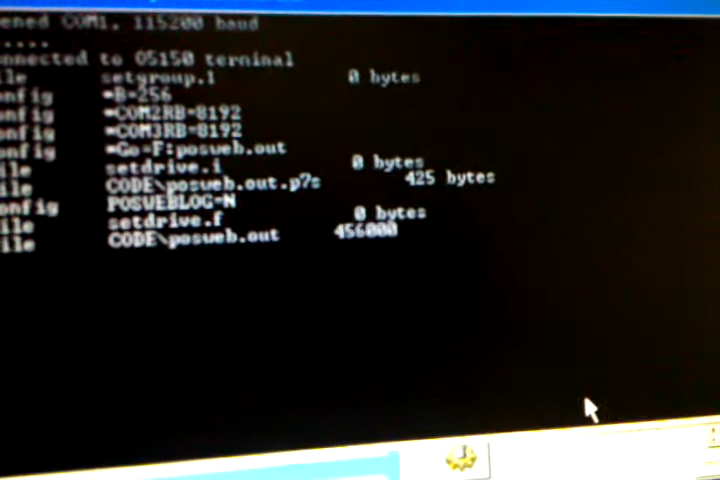 ened COM1, 115200 baud
.....
nnected to O5150 terminal
ile setgroup.1 0 bytes
onfig *B=256
onfig *COM2RB=8192
onfig *COM3RB=8192
onfig *Go=F:posweb.out
ile setdrive.i 0 bytes
ile CODE\posweb.out.p7s 425 bytes
onfig POSWEBLOG=N
ile setdrive.f 0 bytes
ile CODE\posweb.out 456000